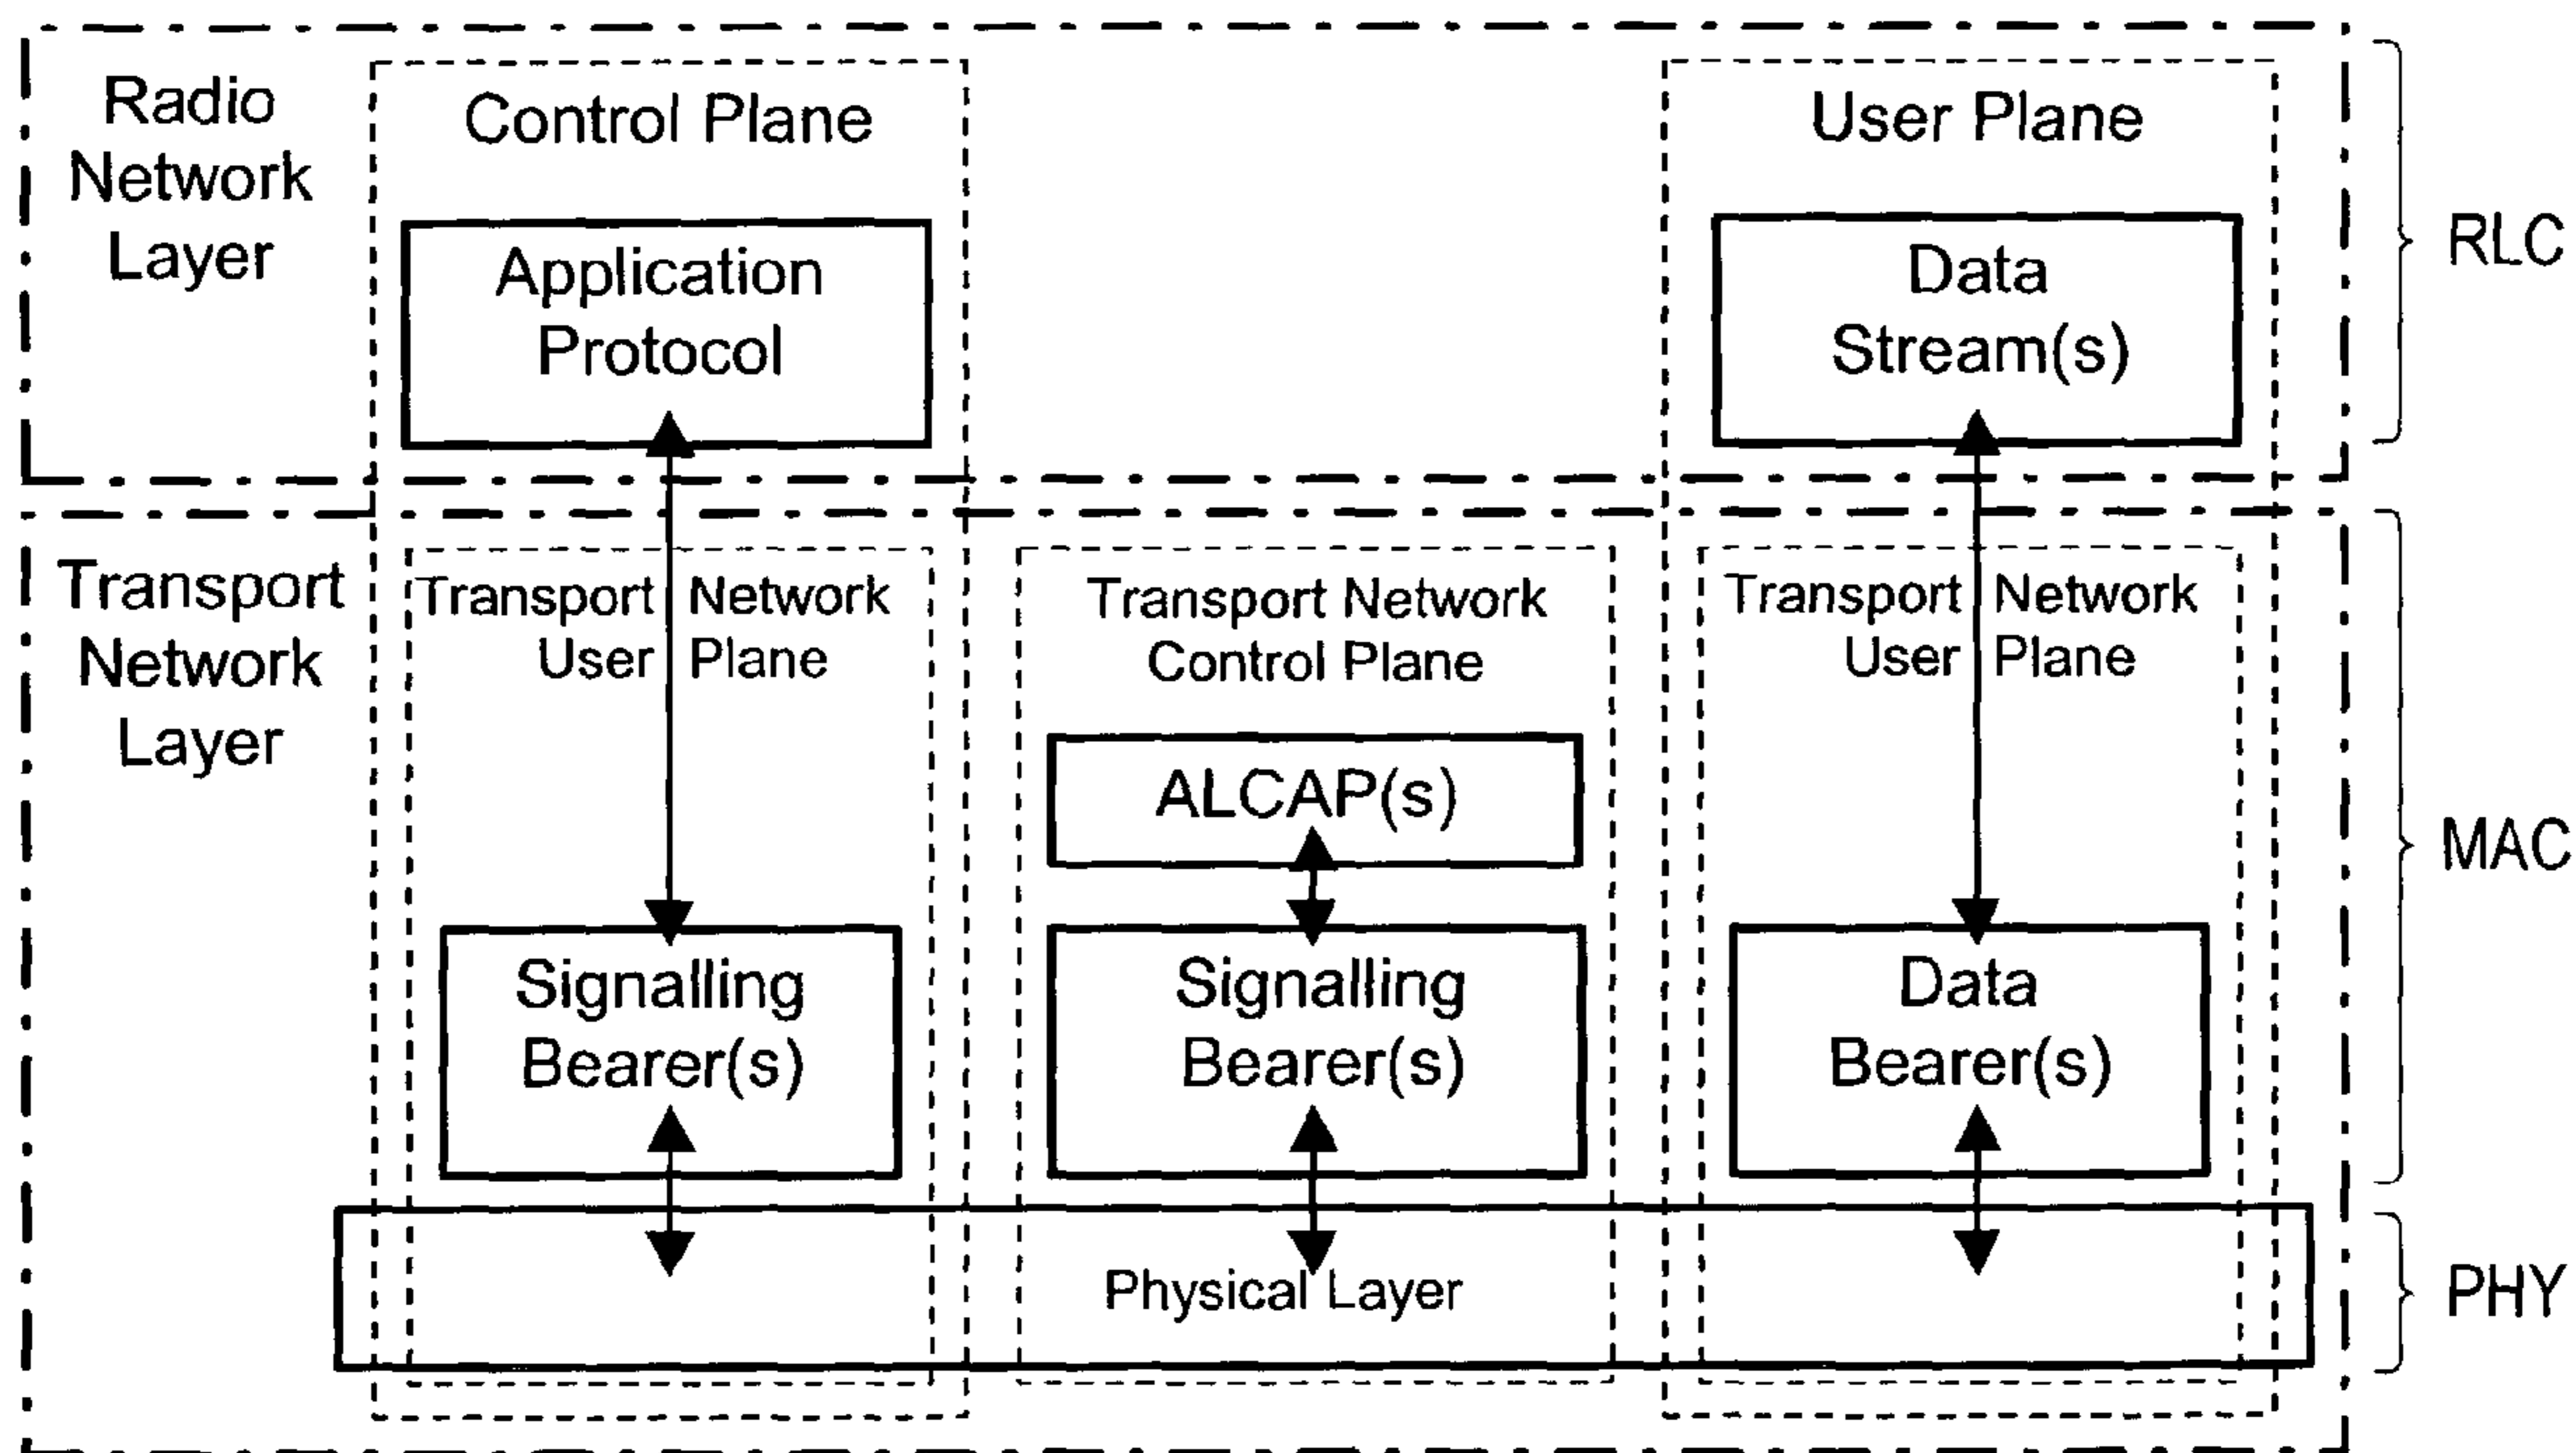 Radio
Network
Layer
Control Plane
User Plane
Application
Protocol
Data
Stream(s)
RLC
Transport
Network
Layer
Transport Network
User Plane
Transport Network
Control Plane
Transport Network
User Plane
ALCAP(s)
MAC
Signalling
Bearer(s)
Signalling
Bearer(s)
Data
Bearer(s)
Physical Layer
PHY